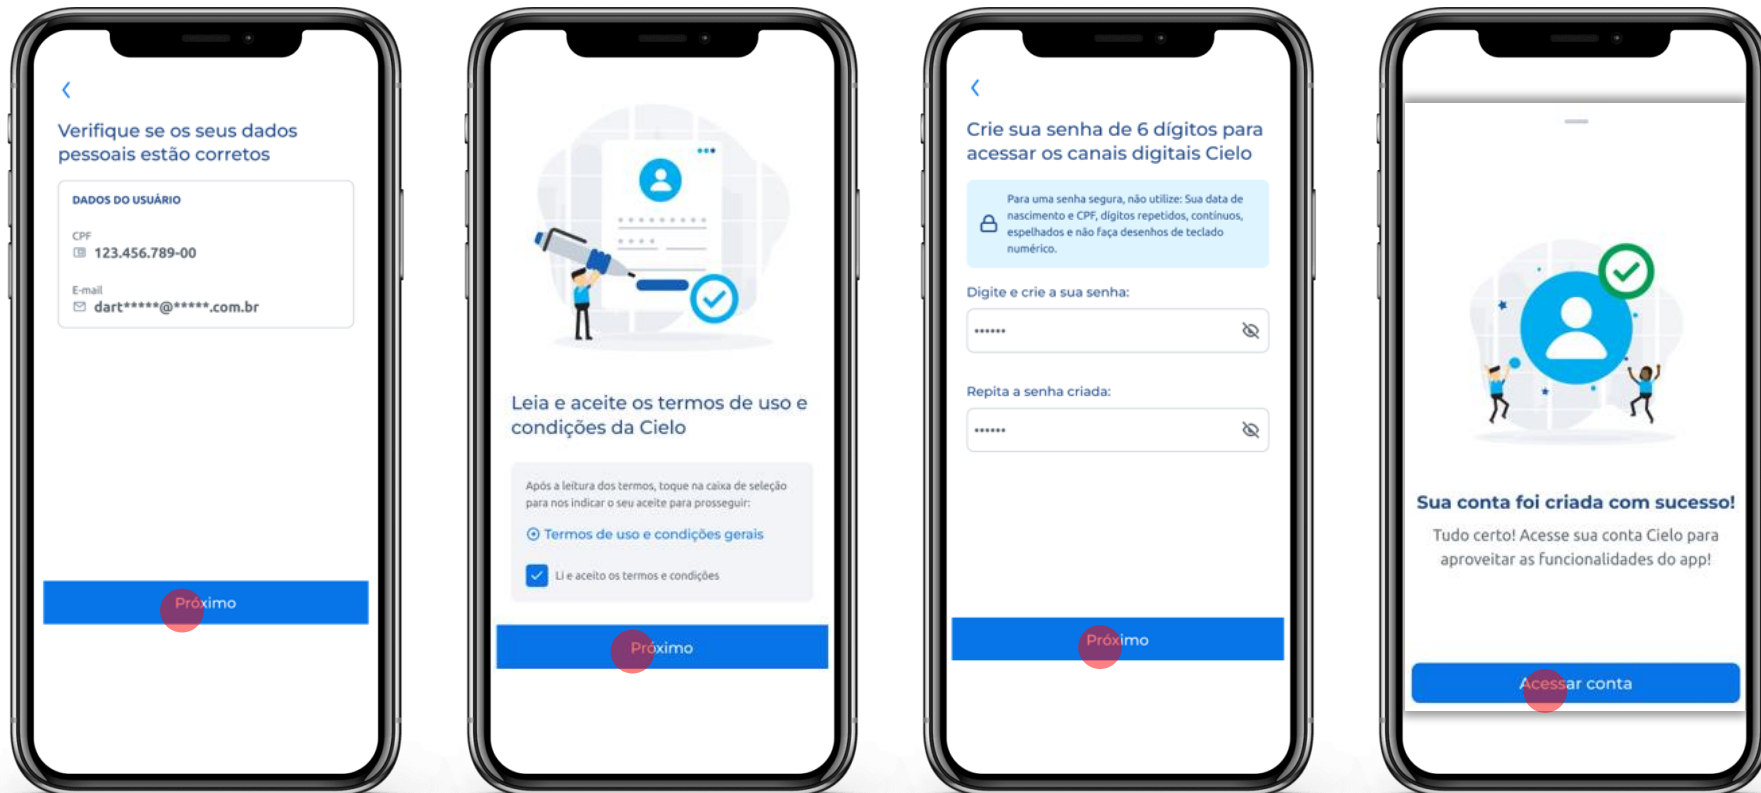 Verifique se os seus dados
pessoais estão corretos
DADOS DO USUÁRIO
CPF
123.456.789-00
E-mail
dart*****@*****.com.br
Próximo
Leia e aceite os termos de uso e
condições da Cielo
Após a leitura dos termos, toque na caixa de seleção
para nos indicar o seu aceite para prosseguir:
Termos de uso e condições gerais
Li e aceito os termos e condições
Próximo
Crie sua senha de 6 dígitos para
acessar os canais digitais Cielo
Para uma senha segura, não utilize: Sua data de
nascimento e CPF, dígitos repetidos, contínuos,
espelhados e não faça desenhos de teclado
numérico.
Digite e crie a sua senha:
••••••
Repita a senha criada:
••••••
Próximo
Sua conta foi criada com sucesso!
Tudo certo! Acesse sua conta Cielo para
aproveitar as funcionalidades do app!
Acessar conta